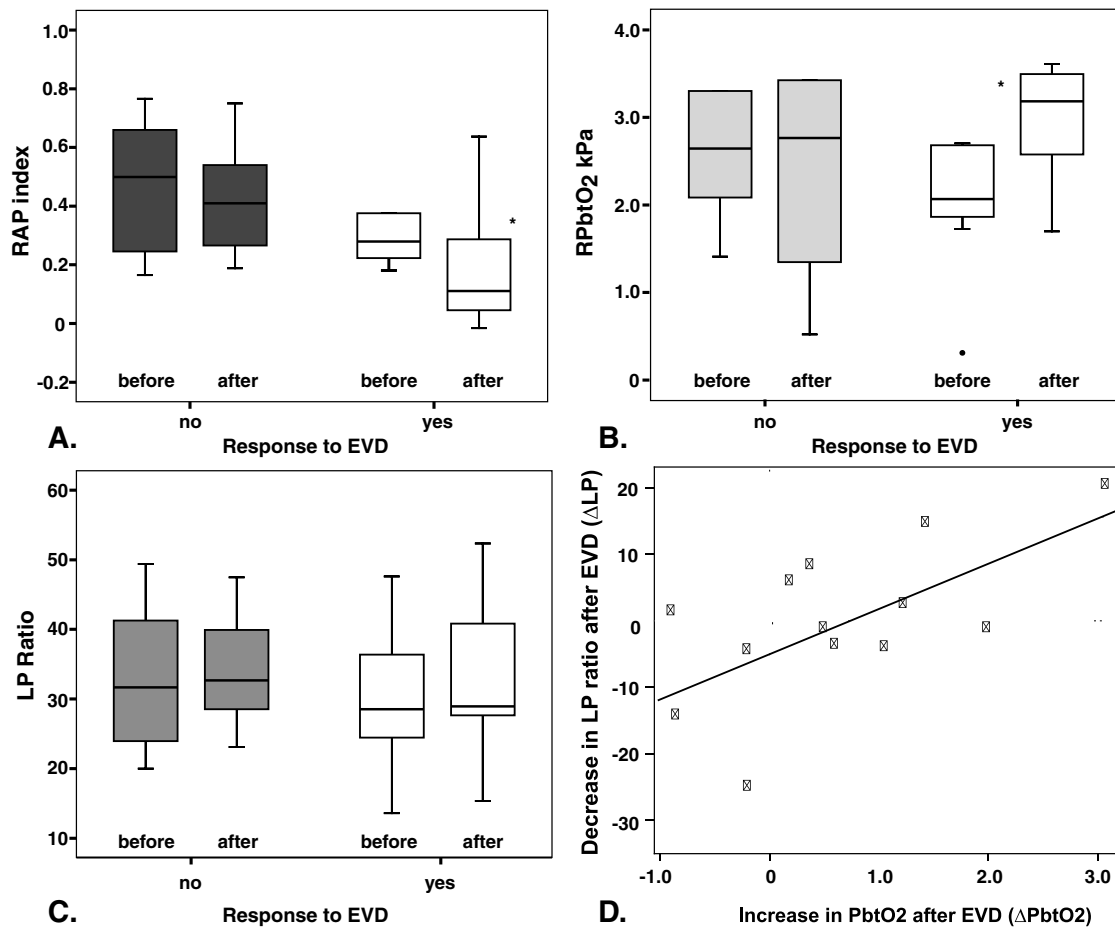 1.0
0.8
0.6
0.4
0.2
0
-0.2
RAP index
before
after
before
after
*
no
yes
A.
Response to EVD
4.0
3.0
2.0
1.0
0
RPbtO2 kPa
before
after
before
after
*
no
yes
B.
Response to EVD
60
50
40
30
20
10
LP Ratio
before
after
before
after
no
yes
C.
Response to EVD
20
10
0
-10
-20
-30
Decrease in LP ratio after EVD (ΔLP)
-1.0
0
1.0
2.0
3.0
D.
Increase in PbtO2 after EVD (ΔPbtO2)